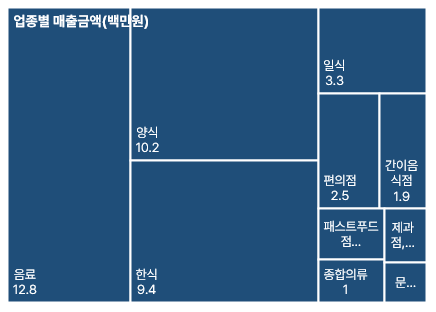 업종별 매출금액(백만원)
음료
12.8
양식
10.2
한식
9.4
일식
3.3
편의점
2.5
간이음
식점
1.9
패스트푸드
점...
제과
점,...
종합의류
1
문...